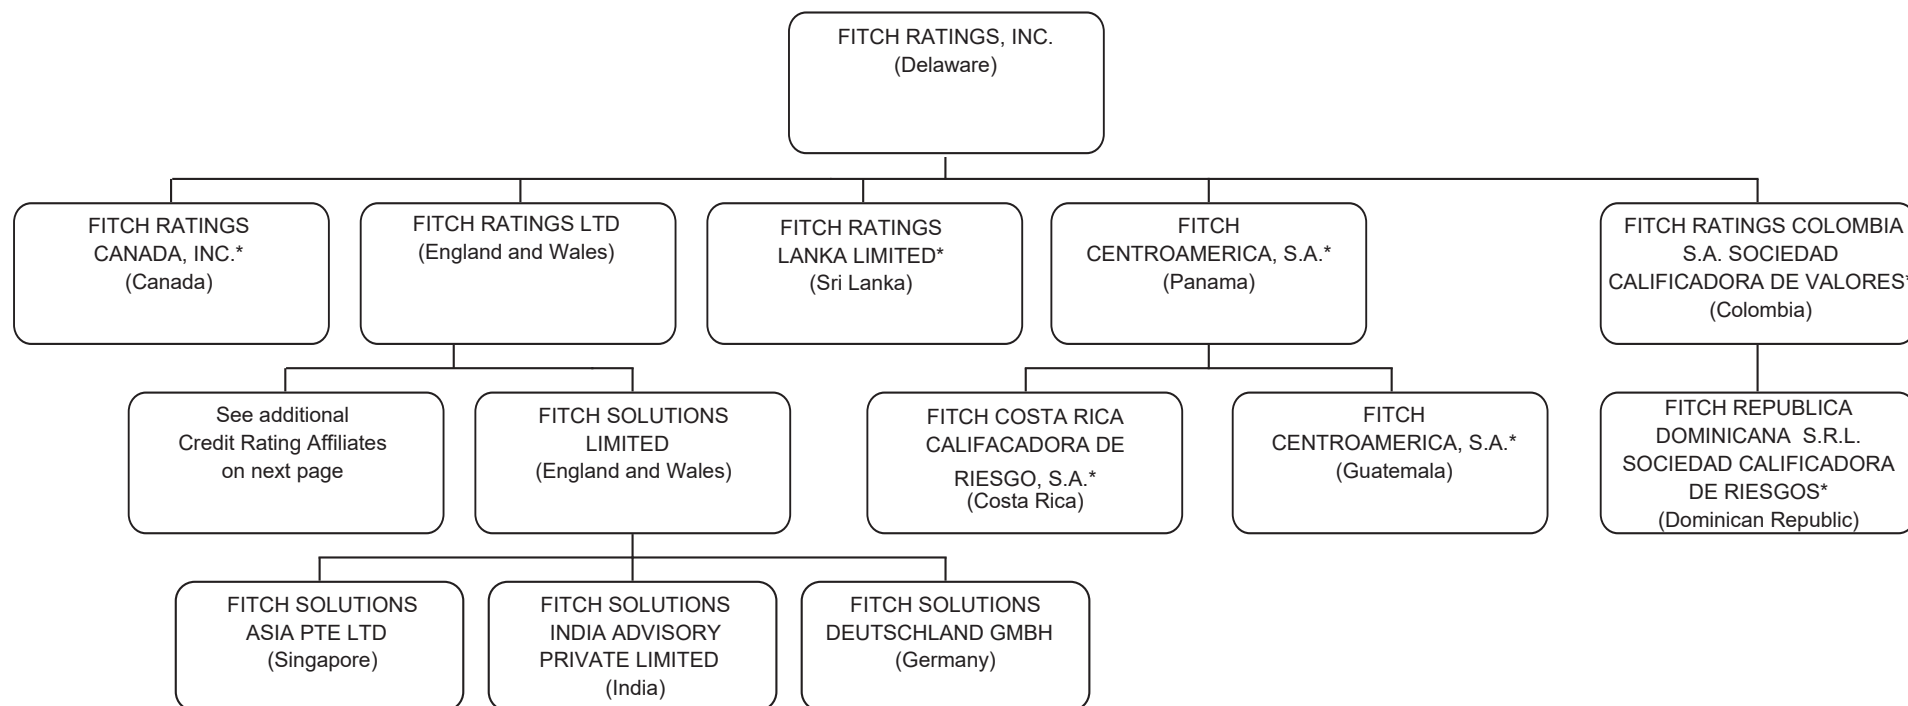 FITCH RATINGS, INC.
(Delaware)
FITCH RATINGS
CANADA, INC.*
(Canada)
FITCH RATINGS LTD
(England and Wales)
FITCH RATINGS
LANKA LIMITED*
(Sri Lanka)
FITCH
CENTROAMERICA, S.A.*
(Panama)
FITCH RATINGS COLOMBIA
S.A. SOCIEDAD
CALIFICADORA DE VALORES*
(Colombia)
See additional
Credit Rating Affiliates
on next page
FITCH SOLUTIONS
LIMITED
(England and Wales)
FITCH COSTA RICA
CALIFACADORA DE
RIESGO, S.A.*
(Costa Rica)
FITCH
CENTROAMERICA, S.A.*
(Guatemala)
FITCH REPUBLICA
DOMINICANA S.R.L.
SOCIEDAD CALIFICADORA
DE RIESGOS*
(Dominican Republic)
FITCH SOLUTIONS
ASIA PTE LTD
(Singapore)
FITCH SOLUTIONS
INDIA ADVISORY
PRIVATE LIMITED
(India)
FITCH SOLUTIONS
DEUTSCHLAND GMBH
(Germany)